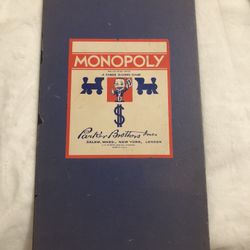 MONOPOLY
A PARKER BROTHERS GAME
$
Parker Brothers Inc.
SALEM, MASS., NEW YORK, LONDON